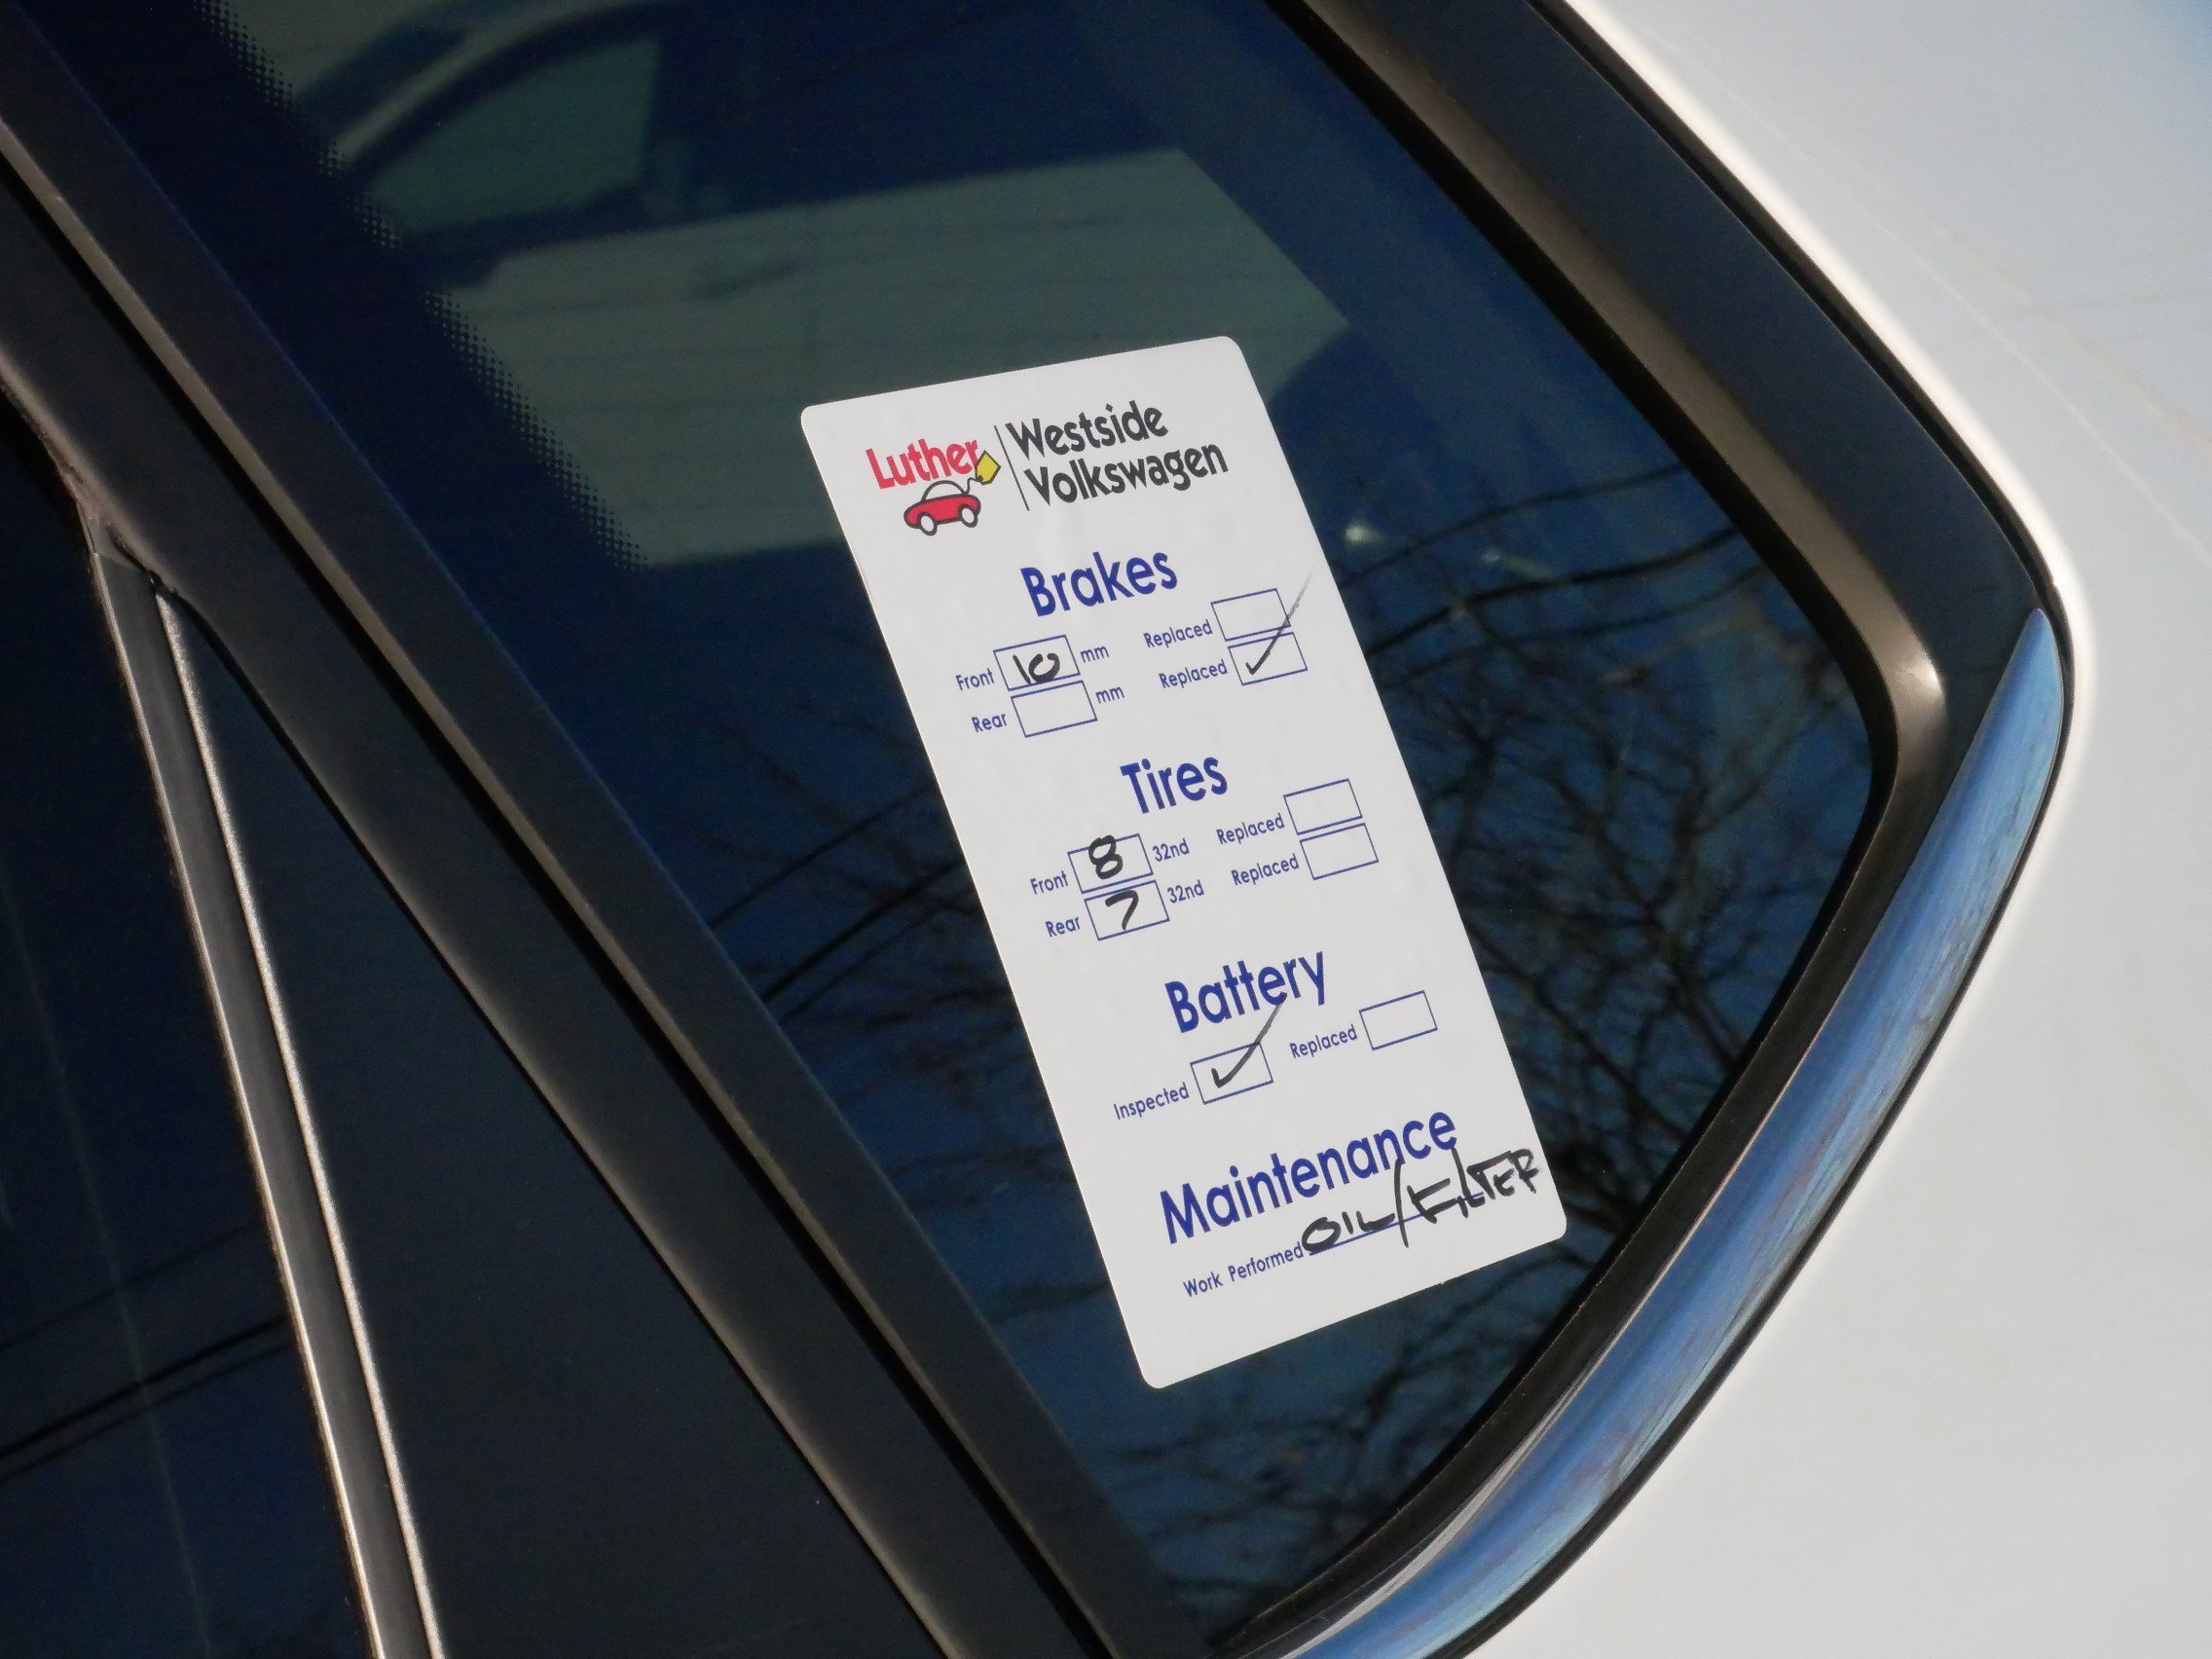 Luther Westside
Volkswagen
Brakes
Front 10 mm Replaced
Rear mm Replaced ✓
Tires
Front 8 32nd Replaced
Rear 7 32nd Replaced
Battery
Inspected ✓ Replaced
Maintenance
Work Performed OIL/FILTER